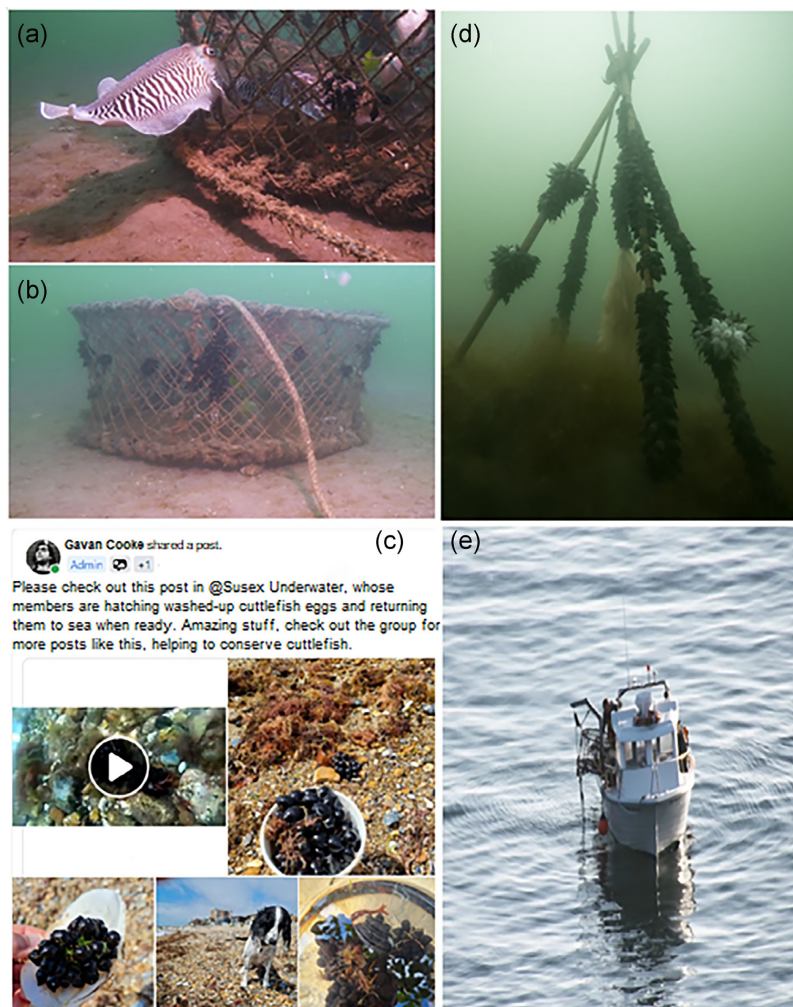 (a)
(b)
(d)
Gavan Cooke shared a post.
(c)
Admin
+1
Please check out this post in @Susex Underwater, whose
members are hatching washed-up cuttlefish eggs and returning
them to sea when ready. Amazing stuff, check out the group for
more posts like this, helping to conserve cuttlefish.
(e)